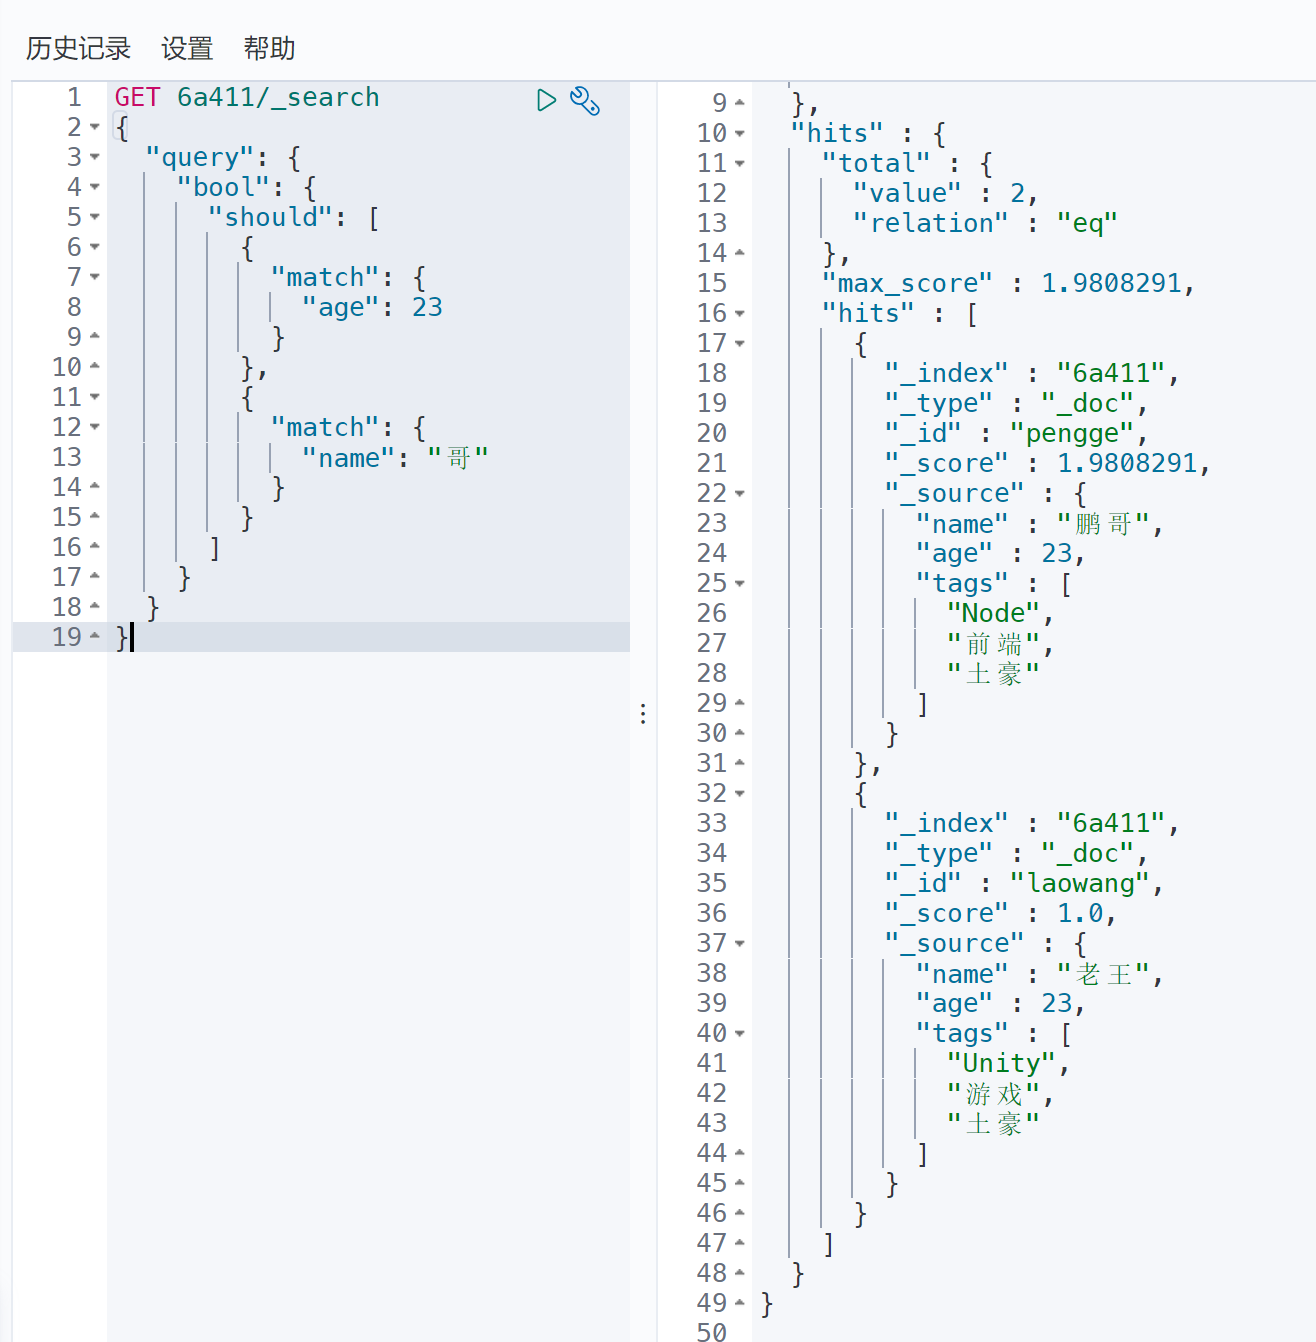 历史记录 设置 帮助
1 GET 6a411/_search
2 {
3 "query": {
4 "bool": {
5 "should": [
6 {
7 "match": {
8 "age": 23
9 }
10 },
11 {
12 "match": {
13 "name": "哥"
14 }
15 }
16 ]
17 }
18 }
19 }
9 },
10 "hits" : {
11 "total" : {
12 "value" : 2,
13 "relation" : "eq"
14 },
15 "max_score" : 1.9808291,
16 "hits" : [
17 {
18 "_index" : "6a411",
19 "_type" : "_doc",
20 "_id" : "pengge",
21 "_score" : 1.9808291,
22 "_source" : {
23 "name" : "鹏哥",
24 "age" : 23,
25 "tags" : [
26 "Node",
27 "前端",
28 "土豪"
29 ]
30 }
31 },
32 {
33 "_index" : "6a411",
34 "_type" : "_doc",
35 "_id" : "laowang",
36 "_score" : 1.0,
37 "_source" : {
38 "name" : "老王",
39 "age" : 23,
40 "tags" : [
41 "Unity",
42 "游戏",
43 "土豪"
44 ]
45 }
46 }
47 ]
48 }
49 }
50